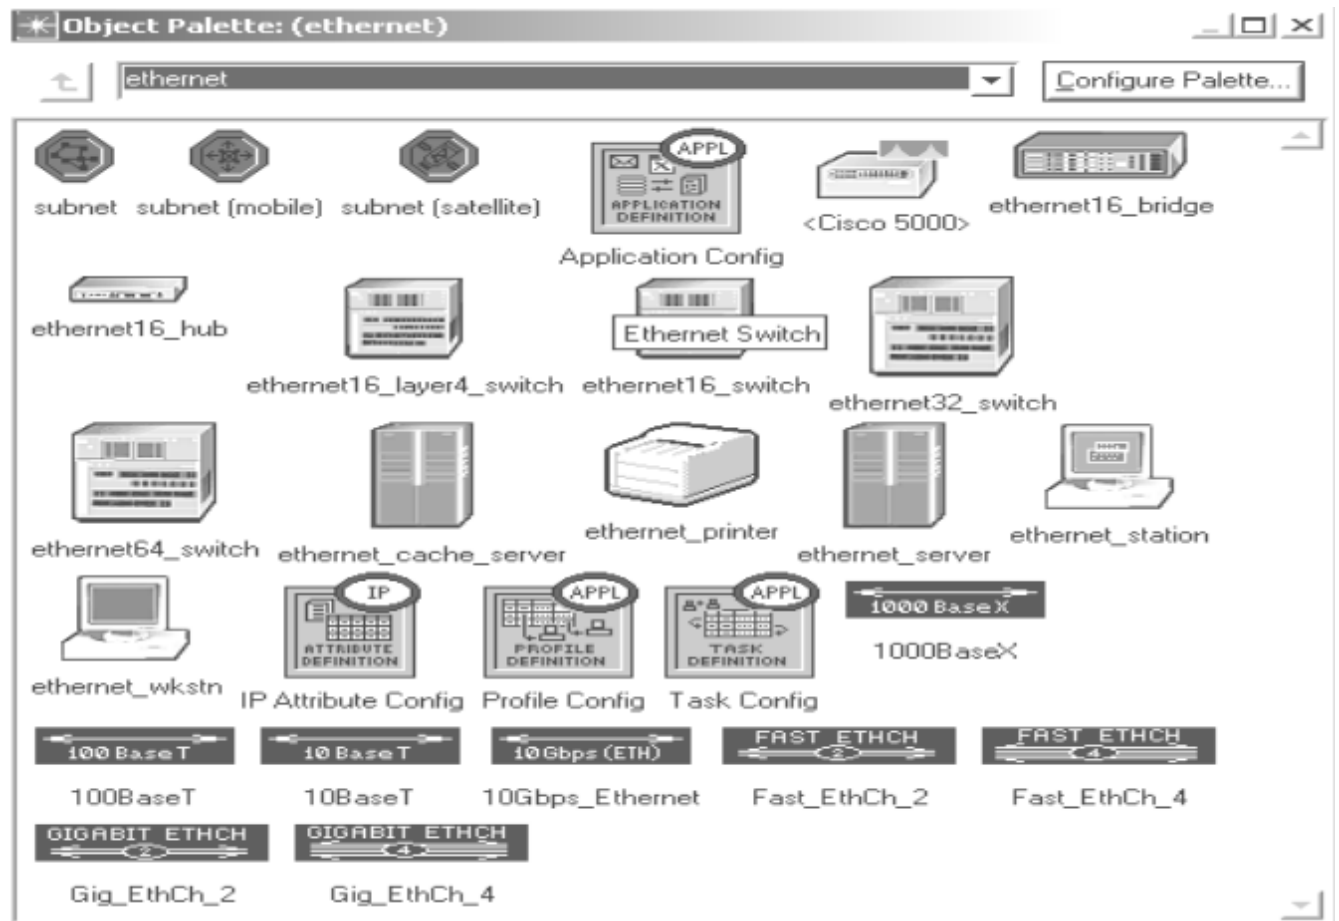 Object Palette: (ethernet)
ethernet
Configure Palette...
APPL
APPLICATION
DEFINITION
subnet
subnet (mobile)
subnet (satellite)
Application Config
<Cisco 5000>
ethernet16_bridge
ethernet16_hub
ethernet16_layer4_switch
Ethernet Switch
ethernet16_switch
ethernet32_switch
ethernet64_switch
ethernet_cache_server
ethernet_printer
ethernet_server
ethernet_station
ethernet_wkstn
IP
ATTRIBUTE
DEFINITION
IP Attribute Config
APPL
PROFILE
DEFINITION
Profile Config
APPL
TASK
DEFINITION
Task Config
1000 BaseX
1000BaseX
100 BaseT
100BaseT
10 BaseT
10BaseT
10Gbps (ETH)
10Gbps_Ethernet
FAST ETHCH
2
Fast_EthCh_2
FAST ETHCH
4
Fast_EthCh_4
GIGABIT ETHCH
2
Gig_EthCh_2
GIGABIT ETHCH
4
Gig_EthCh_4